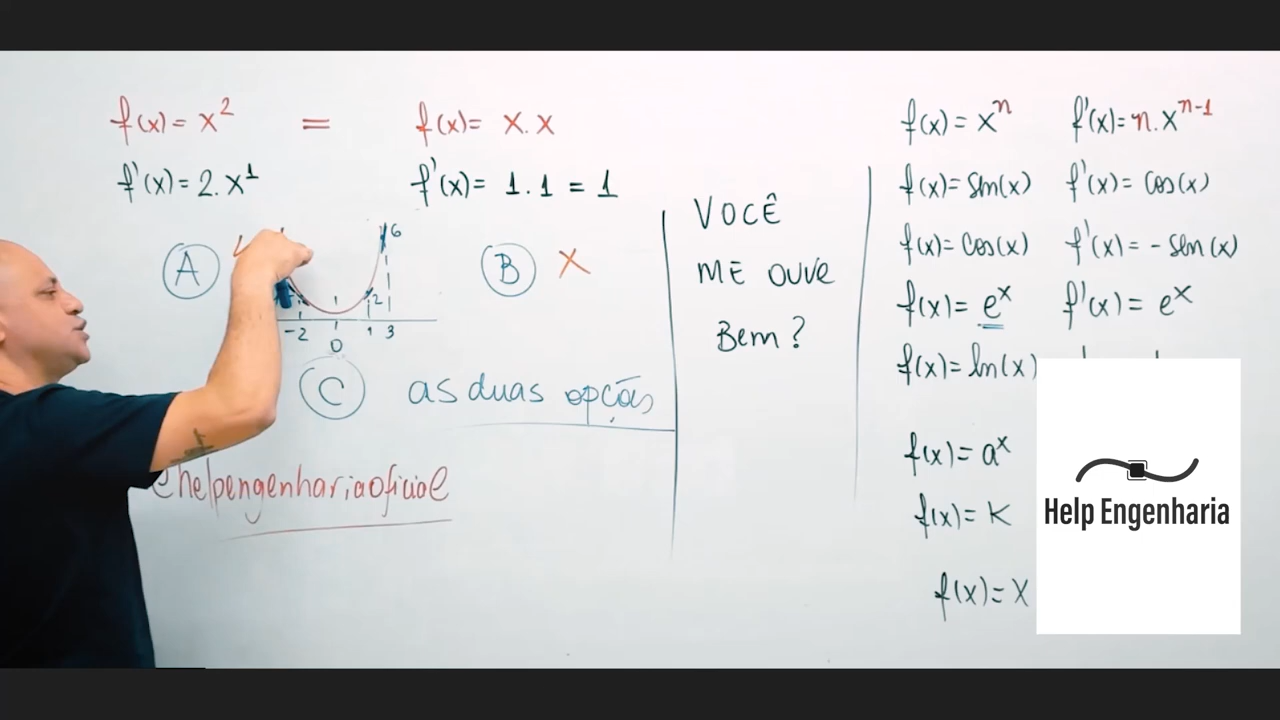 f(x) = x²  =  f(x) = x.x
f'(x) = 2.x¹  f'(x) = 1.1 = 1
A
6
2
-2 0 1 3
B X
C as duas opções
@helpengenhariaoficial
VOCÊ
ME OUVE
Bem?
f(x) = xⁿ  f'(x) = n.xⁿ⁻¹
f(x) = sen(x)  f'(x) = cos(x)
f(x) = cos(x)  f'(x) = - sen(x)
f(x) = eˣ  f'(x) = eˣ
f(x) = ln(x)
f(x) = aˣ
f(x) = K
f(x) = x
Help Engenharia